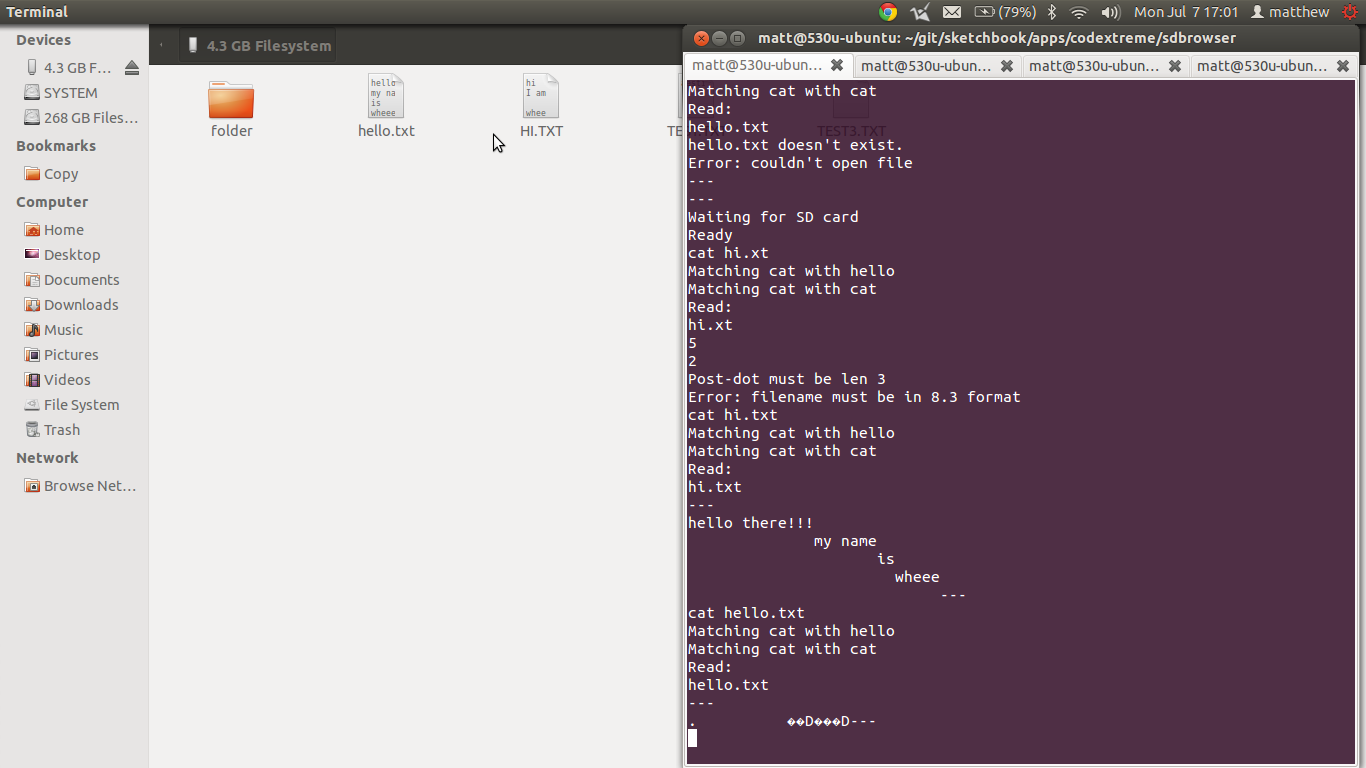 Terminal
(79%)
Mon Jul 7 17:01
matthew
Devices
4.3 GB F...
SYSTEM
268 GB Files...
Bookmarks
Copy
Computer
Home
Desktop
Documents
Downloads
Music
Pictures
Videos
File System
Trash
Network
Browse Net...
4.3 GB Filesystem
hello
my na
is
wheee
folder
hello.txt
hi
I am
whee
HI.TXT
TE
TEST3.TXT
matt@530u-ubuntu: ~/git/sketchbook/apps/codextreme/sdbrowser
matt@530u-ubun...
matt@530u-ubun...
matt@530u-ubun...
matt@530u-ubun...
Matching cat with cat
Read:
hello.txt
hello.txt doesn't exist.
Error: couldn't open file
---
---
Waiting for SD card
Ready
cat hi.xt
Matching cat with hello
Matching cat with cat
Read:
hi.xt
5
2
Post-dot must be len 3
Error: filename must be in 8.3 format
cat hi.txt
Matching cat with hello
Matching cat with cat
Read:
hi.txt
---
hello there!!!
my name
is
wheee
---
cat hello.txt
Matching cat with hello
Matching cat with cat
Read:
hello.txt
---
. ��D���D---